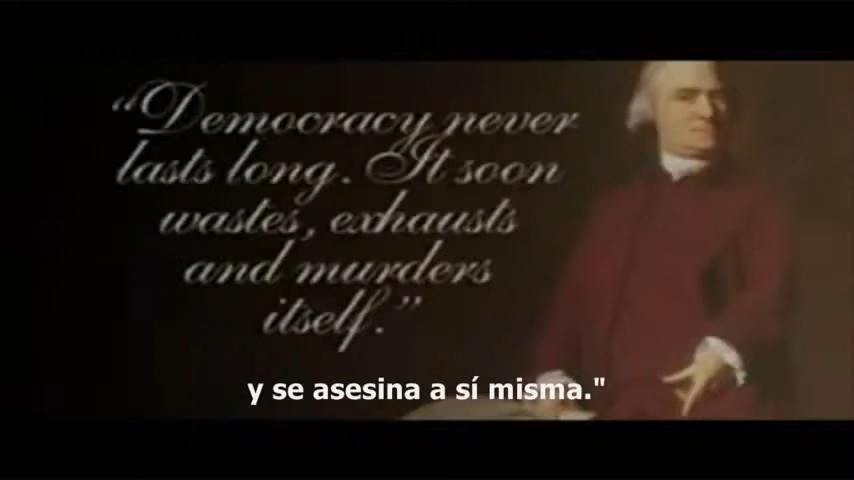 “Democracy never
lasts long. It soon
wastes, exhausts
and murders
itself.”
y se asesina a sí misma."